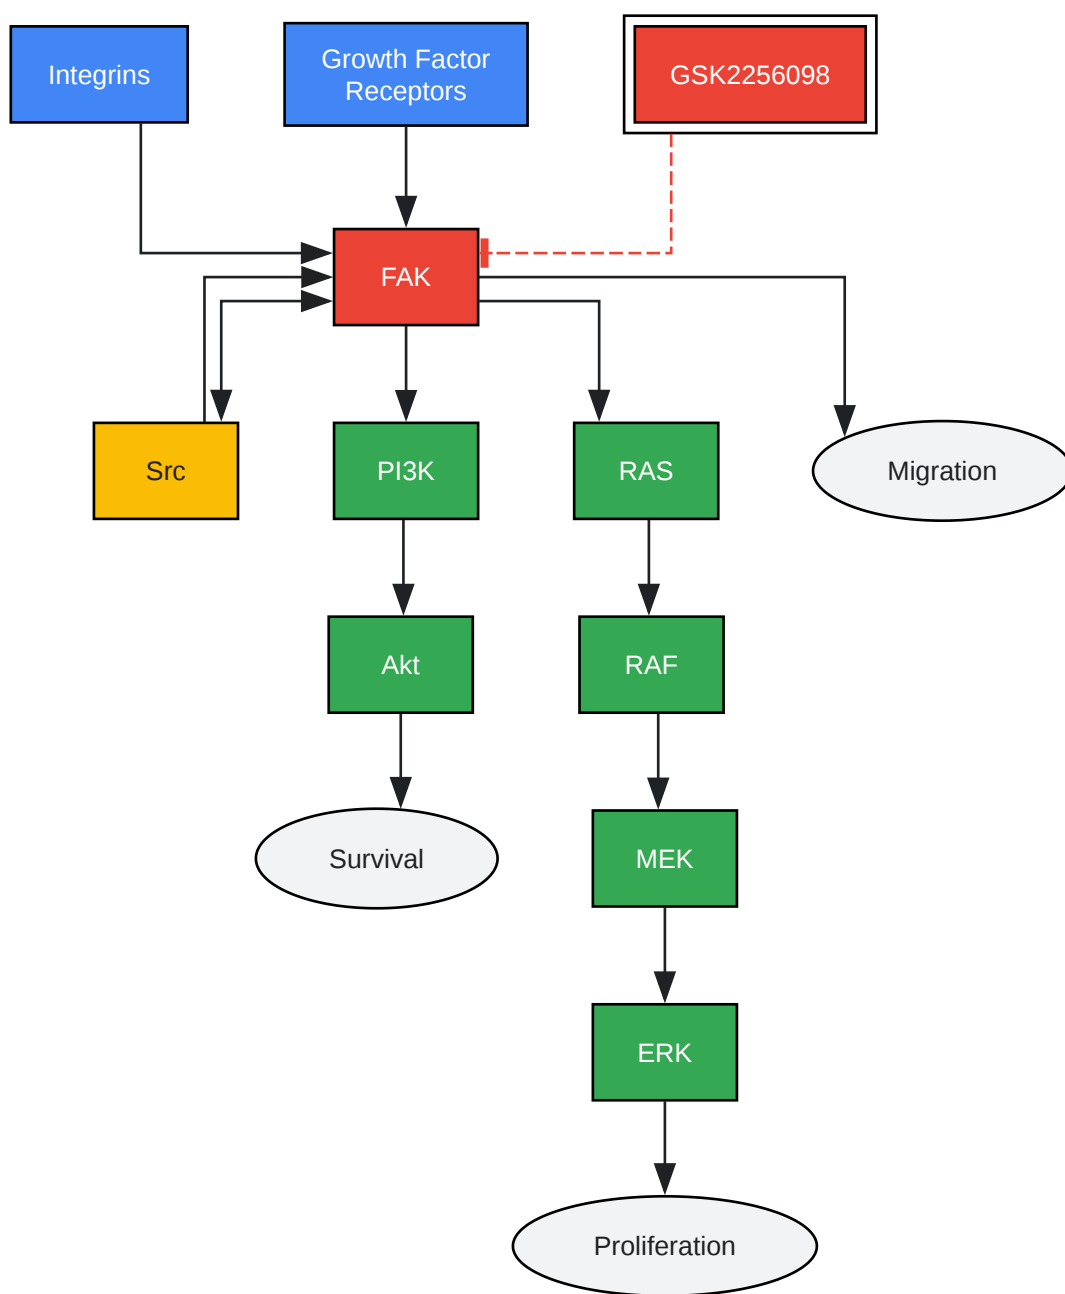 Integrins
Growth Factor
Receptors
GSK2256098
FAK
Src
PI3K
RAS
Migration
Akt
RAF
Survival
MEK
ERK
Proliferation